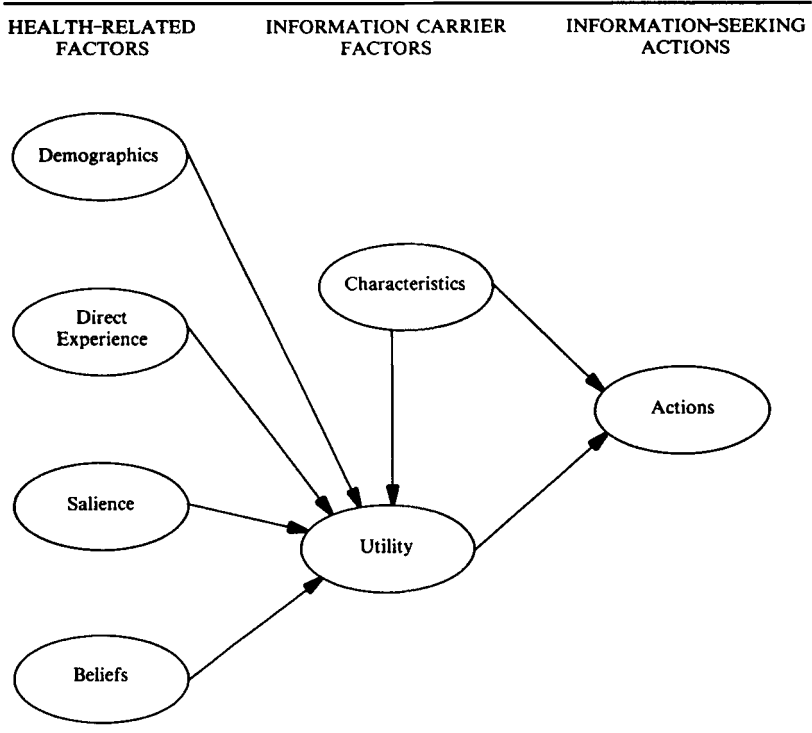 HEALTH-RELATED
FACTORS
INFORMATION CARRIER
FACTORS
INFORMATION-SEEKING
ACTIONS
Demographics
Direct
Experience
Salience
Beliefs
Characteristics
Utility
Actions